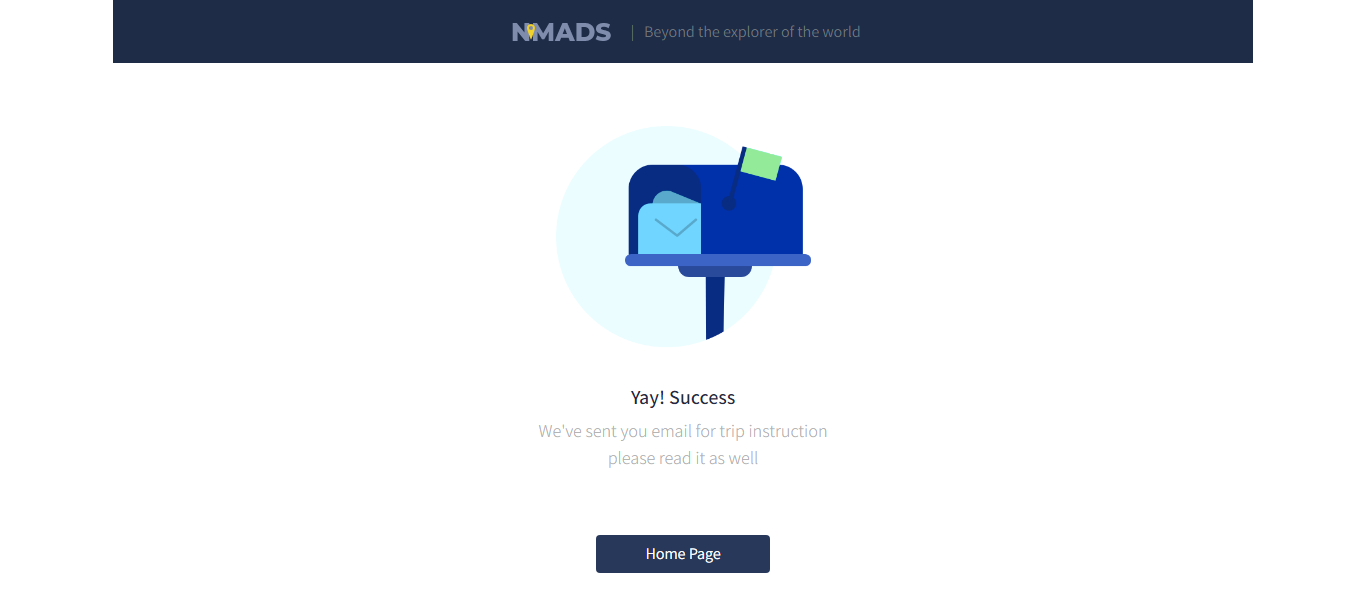 NMADS | Beyond the explorer of the world
Yay! Success
We've sent you email for trip instruction
please read it as well
Home Page